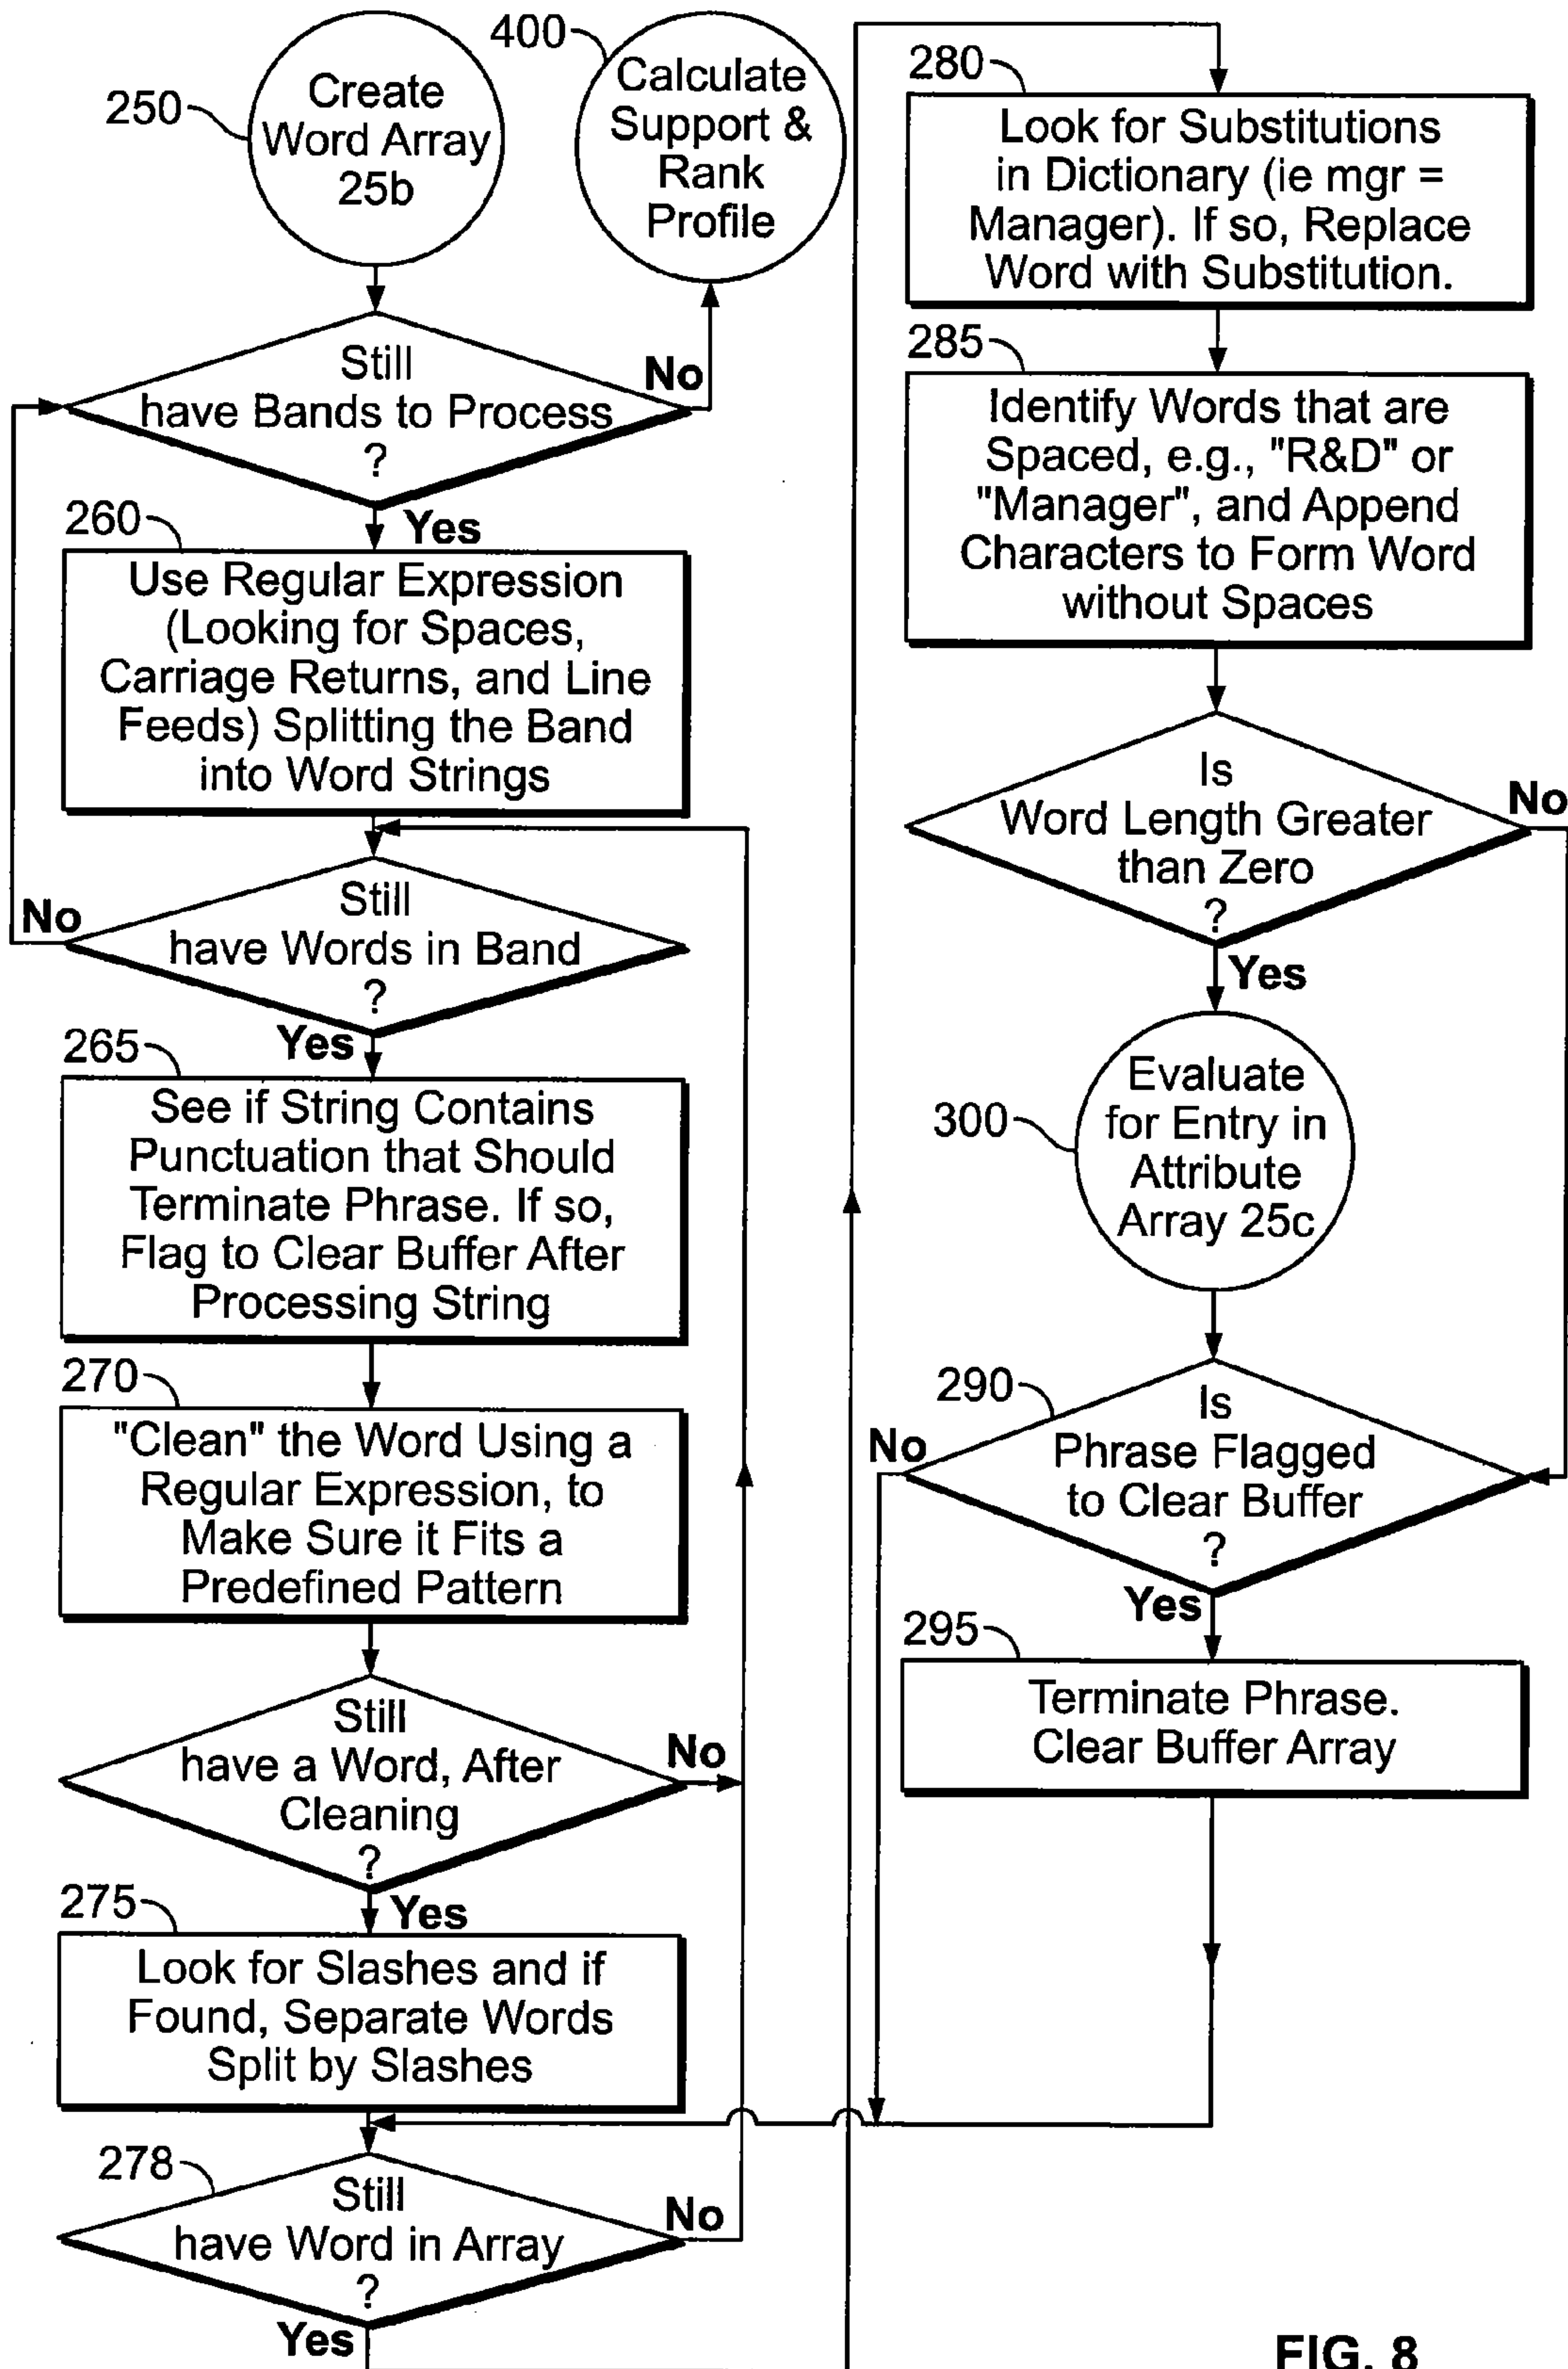 250
Create
Word Array
25b
400
Calculate
Support &
Rank
Profile
Still
have Bands to Process
?
No
Yes
260
Use Regular Expression
(Looking for Spaces,
Carriage Returns, and Line
Feeds) Splitting the Band
into Word Strings
Still
have Words in Band
?
No
Yes
265
See if String Contains
Punctuation that Should
Terminate Phrase. If so,
Flag to Clear Buffer After
Processing String
270
"Clean" the Word Using a
Regular Expression, to
Make Sure it Fits a
Predefined Pattern
Still
have a Word, After
Cleaning
?
No
Yes
275
Look for Slashes and if
Found, Separate Words
Split by Slashes
278
Still
have Word in Array
?
No
Yes
280
Look for Substitutions
in Dictionary (ie mgr =
Manager). If so, Replace
Word with Substitution.
285
Identify Words that are
Spaced, e.g., "R&D" or
"Manager", and Append
Characters to Form Word
without Spaces
Is
Word Length Greater
than Zero
?
No
Yes
300
Evaluate
for Entry in
Attribute
Array 25c
290
Is
Phrase Flagged
to Clear Buffer
?
No
Yes
295
Terminate Phrase.
Clear Buffer Array
FIG. 8